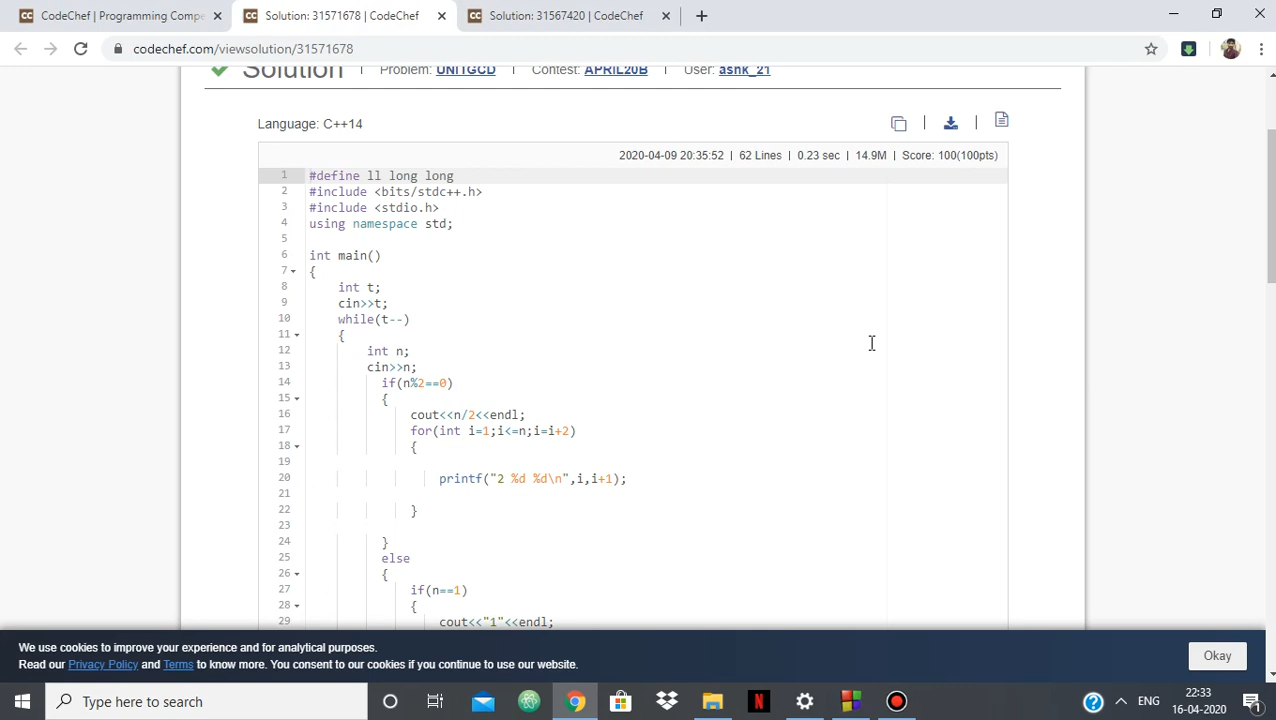 CodeChef | Programming Compe
Solution: 31571678 | CodeChef
Solution: 31567420 | CodeChef
codechef.com/viewsolution/31571678
Solution | Problem: UNITGCD | Contest: APRIL20B | User: ashk_21
Language: C++14
2020-04-09 20:35:52 | 62 Lines | 0.23 sec | 14.9M | Score: 100(100pts)
1 #define ll long long
2 #include <bits/stdc++.h>
3 #include <stdio.h>
4 using namespace std;
5
6 int main()
7 {
8 int t;
9 cin>>t;
10 while(t--)
11 {
12 int n;
13 cin>>n;
14 if(n%2==0)
15 {
16 cout<<n/2<<endl;
17 for(int i=1;i<=n;i=i+2)
18 {
19
20 printf("2 %d %d\n",i,i+1);
21
22 }
23
24 }
25 else
26 {
27 if(n==1)
28 {
29 cout<<"1"<<endl;
We use cookies to improve your experience and for analytical purposes.
Read our Privacy Policy and Terms to know more. You consent to our cookies if you continue to use our website.
Okay
Type here to search
ENG
22:33
16-04-2020